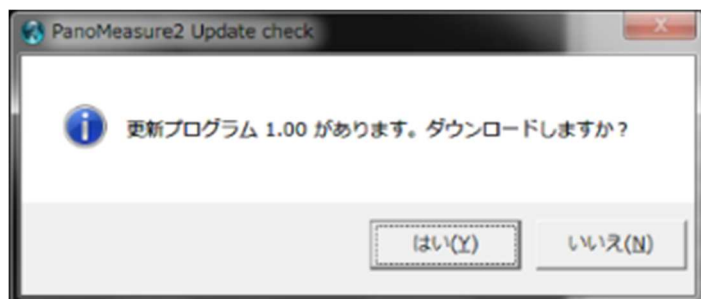 PanoMeasure2 Update check
更新プログラム 1.00 があります。ダウンロードしますか？
はい(Y)
いいえ(N)